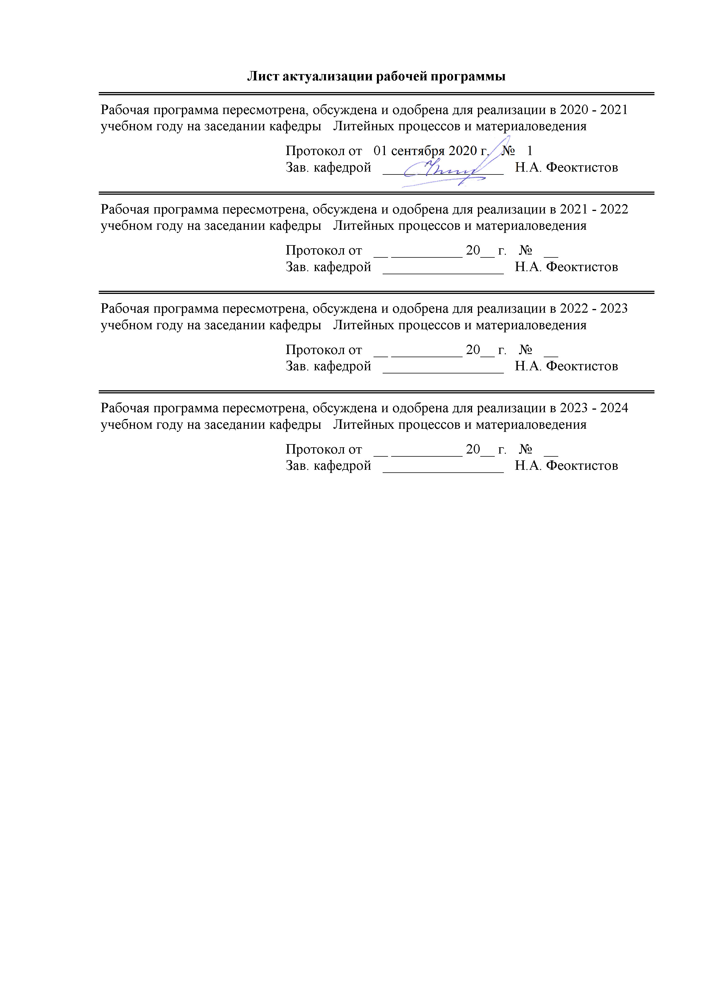 Лист актуализации рабочей программы
Рабочая программа пересмотрена, обсуждена и одобрена для реализации в 2020 - 2021
учебном году на заседании кафедры Литейных процессов и материаловедения
Протокол от 01 сентября 2020 г. № 1
Зав. кафедрой _________________ Н.А. Феоктистов
Рабочая программа пересмотрена, обсуждена и одобрена для реализации в 2021 - 2022
учебном году на заседании кафедры Литейных процессов и материаловедения
Протокол от __ __________ 20__ г. № __
Зав. кафедрой _________________ Н.А. Феоктистов
Рабочая программа пересмотрена, обсуждена и одобрена для реализации в 2022 - 2023
учебном году на заседании кафедры Литейных процессов и материаловедения
Протокол от __ __________ 20__ г. № __
Зав. кафедрой _________________ Н.А. Феоктистов
Рабочая программа пересмотрена, обсуждена и одобрена для реализации в 2023 - 2024
учебном году на заседании кафедры Литейных процессов и материаловедения
Протокол от __ __________ 20__ г. № __
Зав. кафедрой _________________ Н.А. Феоктистов